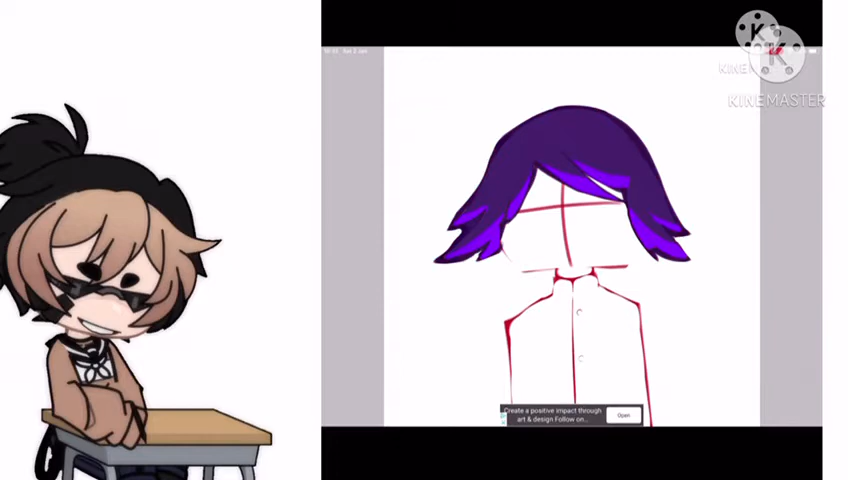 KINEMASTER
Create a positive impact through
art & design Follow on...
Open